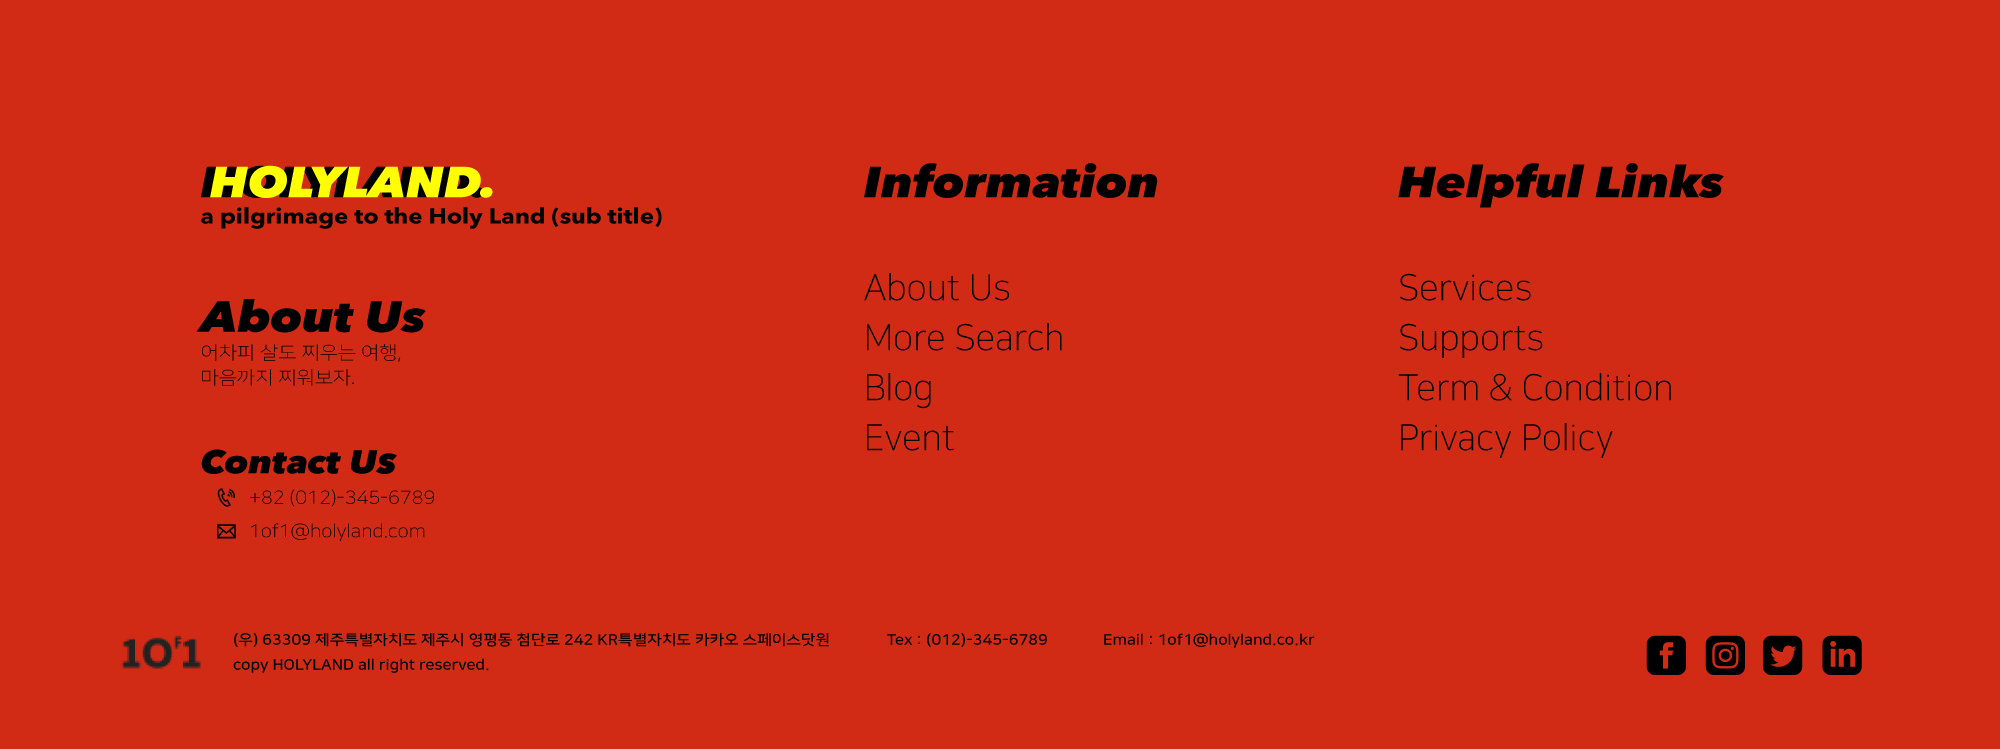 HOLYLAND.
a pilgrimage to the Holy Land (sub title)
About Us
어차피 살도 찌우는 여행,
마음까지 찌워보자.
Contact Us
+82 (012)-345-6789
1of1@holyland.com
Information
About Us
More Search
Blog
Event
Helpful Links
Services
Supports
Term & Condition
Privacy Policy
1OF1
(우) 63309 제주특별자치도 제주시 영평동 첨단로 242 KR특별자치도 카카오 스페이스닷원
copy HOLYLAND all right reserved.
Tex : (012)-345-6789
Email : 1of1@holyland.co.kr